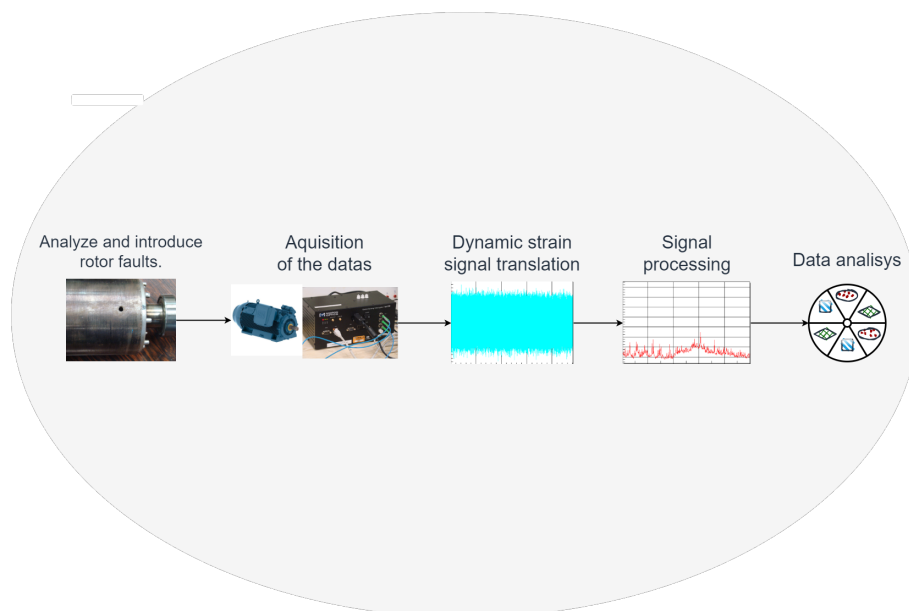 Analyze and introduce
rotor faults.
Aquisition
of the datas
Dynamic strain
signal translation
Signal
processing
Data analisys